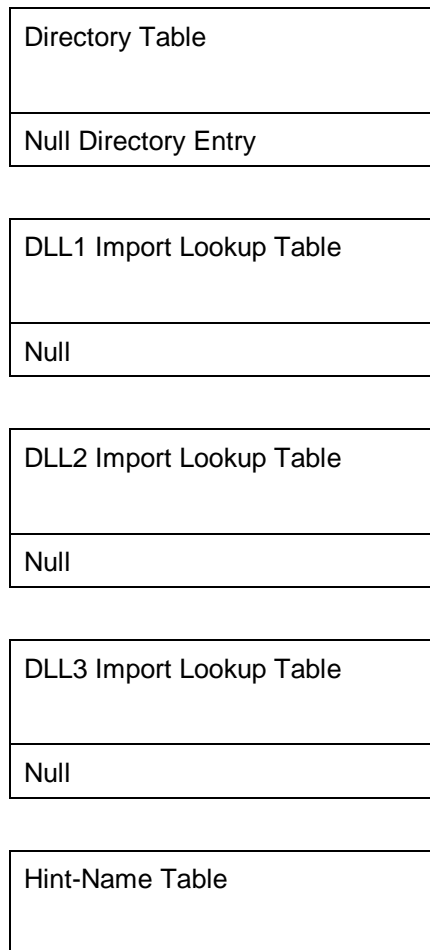 Directory Table
Null Directory Entry
DLL1 Import Lookup Table
Null
DLL2 Import Lookup Table
Null
DLL3 Import Lookup Table
Null
Hint-Name Table